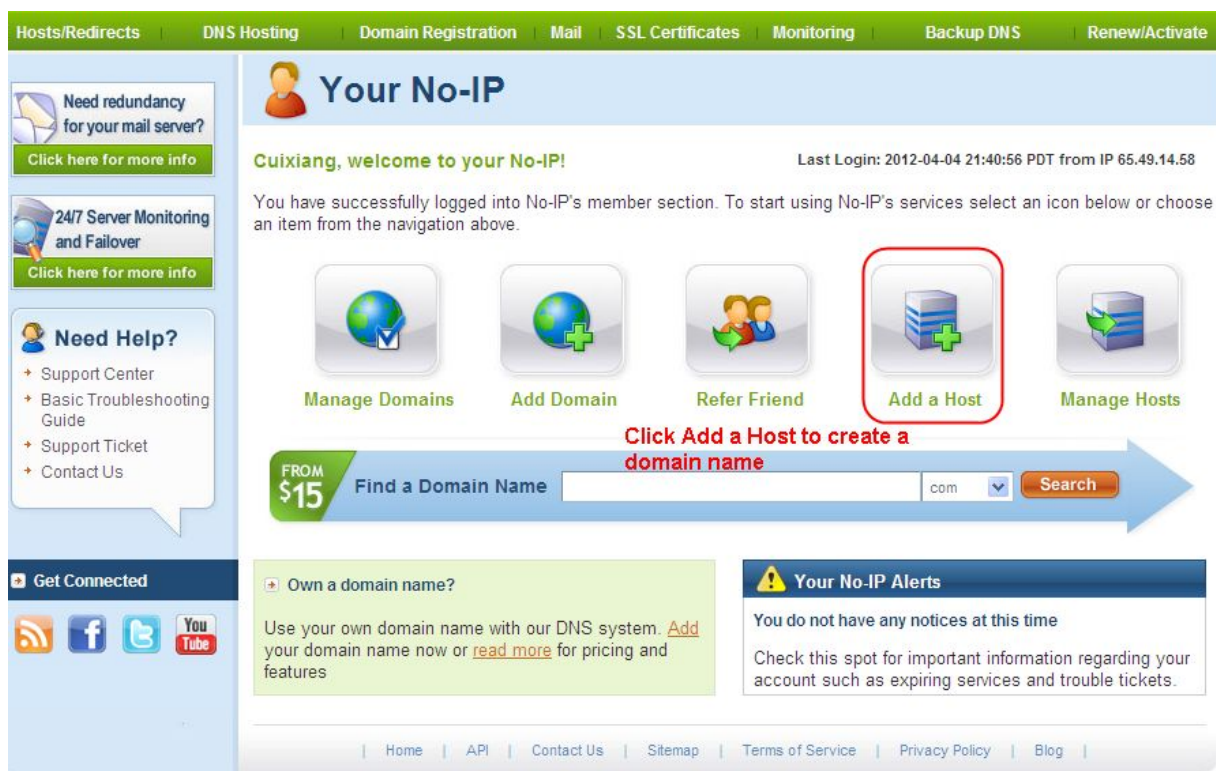 Hosts/Redirects | DNS Hosting | Domain Registration | Mail | SSL Certificates | Monitoring | Backup DNS | Renew/Activate
Need redundancy
for your mail server?
Click here for more info
24/7 Server Monitoring
and Failover
Click here for more info
Need Help?
Support Center
Basic Troubleshooting
Guide
Support Ticket
Contact Us
Get Connected
You
Tube
Your No-IP
Cuixiang, welcome to your No-IP!
Last Login: 2012-04-04 21:40:56 PDT from IP 65.49.14.58
You have successfully logged into No-IP's member section. To start using No-IP's services select an icon below or choose
an item from the navigation above.
Manage Domains
Add Domain
Refer Friend
Add a Host
Manage Hosts
Click Add a Host to create a
domain name
FROM
$15
Find a Domain Name
com
Search
Own a domain name?
Use your own domain name with our DNS system. Add
your domain name now or read more for pricing and
features
Your No-IP Alerts
You do not have any notices at this time
Check this spot for important information regarding your
account such as expiring services and trouble tickets.
| Home | API | Contact Us | Sitemap | Terms of Service | Privacy Policy | Blog |